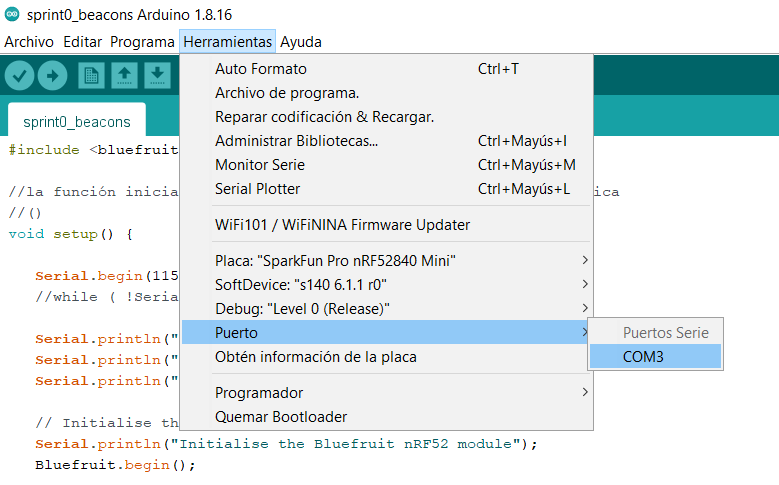 sprint0_beacons Arduino 1.8.16
Archivo Editar Programa Herramientas Ayuda
sprint0_beacons
Auto Formato Ctrl+T
Archivo de programa.
Reparar codificación & Recargar.
Administrar Bibliotecas... Ctrl+Mayús+I
Monitor Serie Ctrl+Mayús+M
Serial Plotter Ctrl+Mayús+L
WiFi101 / WiFiNINA Firmware Updater
Placa: "SparkFun Pro nRF52840 Mini"
SoftDevice: "s140 6.1.1 r0"
Debug: "Level 0 (Release)"
Puerto
Puertos Serie
COM3
Obtén información de la placa
Programador
Quemar Bootloader
#include <bluefruit
//la función inicia ica
//()
void setup() {
Serial.begin(115
//while ( !Seria
Serial.println("
Serial.println("
Serial.println("
// Initialise th
Serial.println("Initialise the Bluefruit nRF52 module");
Bluefruit.begin();